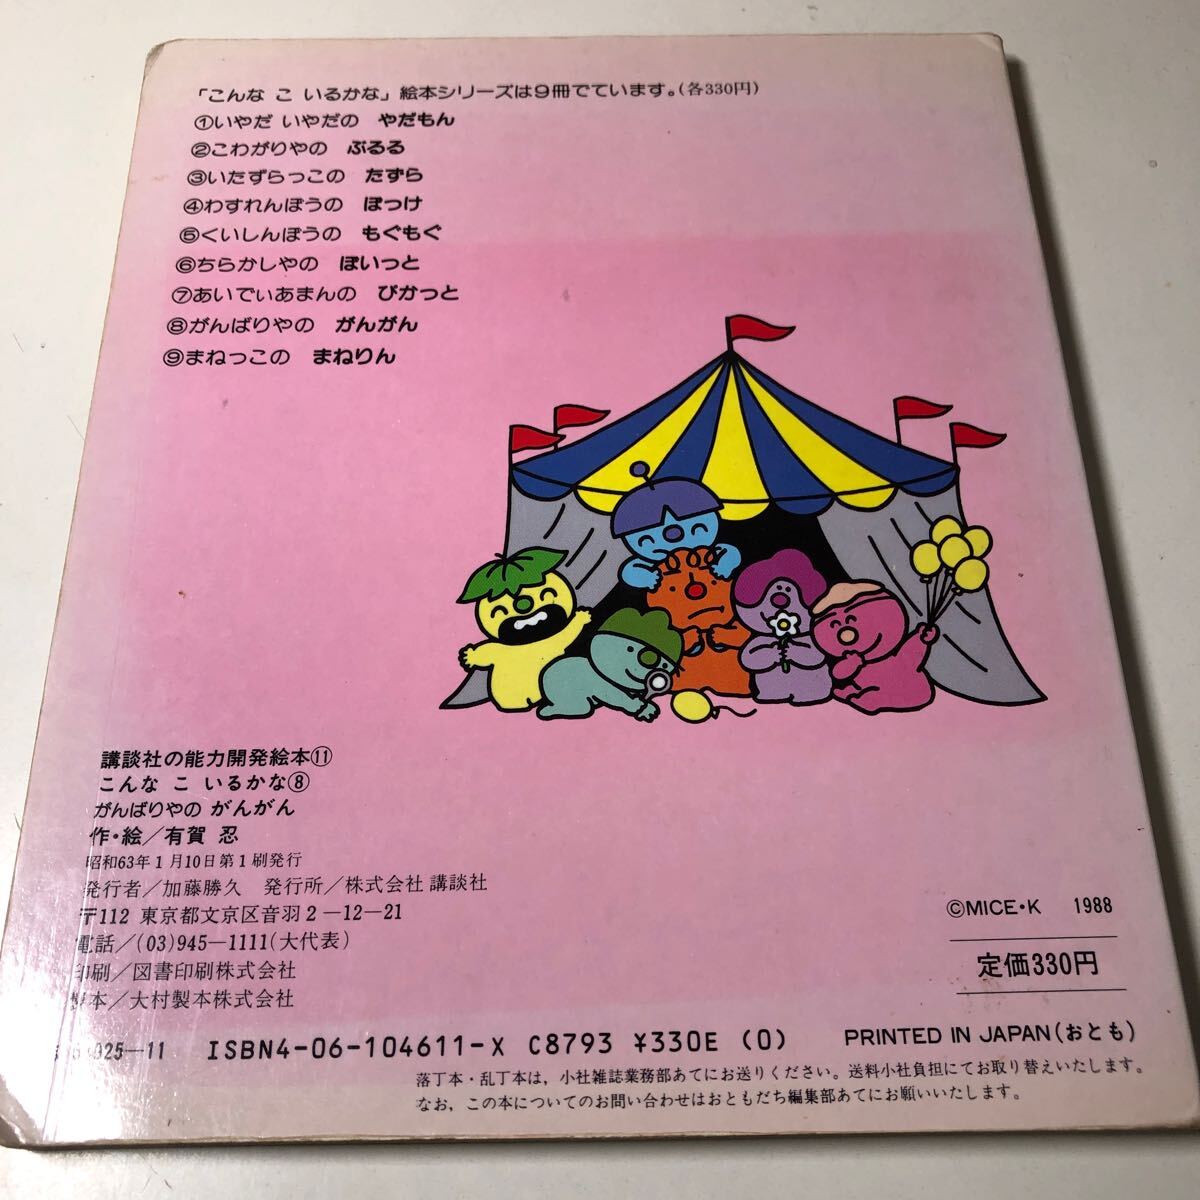 「こんな こ いるかな」絵本シリーズは9冊でています。(各330円)
①いやだ いやだの やだもん
②こわがりやの ぶるる
③いたずらっこの たずら
④わすれんぼうの ぽっけ
⑤くいしんぼうの もぐもぐ
⑥ちらかしやの ぽいっと
⑦あいでぃあまんの ぴかっと
⑧がんばりやの がんがん
⑨まねっこの まねりん
講談社の能力開発絵本⑪
こんな こ いるかな⑧
がんばりやの がんがん
作・絵/有賀 忍
昭和63年1月10日第1刷発行
発行者/加藤勝久 発行所/株式会社 講談社
〒112 東京都文京区音羽2-12-21
電話/(03)945-1111(大代表)
印刷/図書印刷株式会社
製本/大村製本株式会社
©MICE・K 1988
定価330円
025-11 ISBN4-06-104611-X C8793 ¥330E (0) PRINTED IN JAPAN(おとも)
落丁本・乱丁本は,小社雑誌業務部あてにお送りください。送料小社負担にてお取り替えいたします。
なお,この本についてのお問い合わせはおともだち編集部あてにお願いいたします。